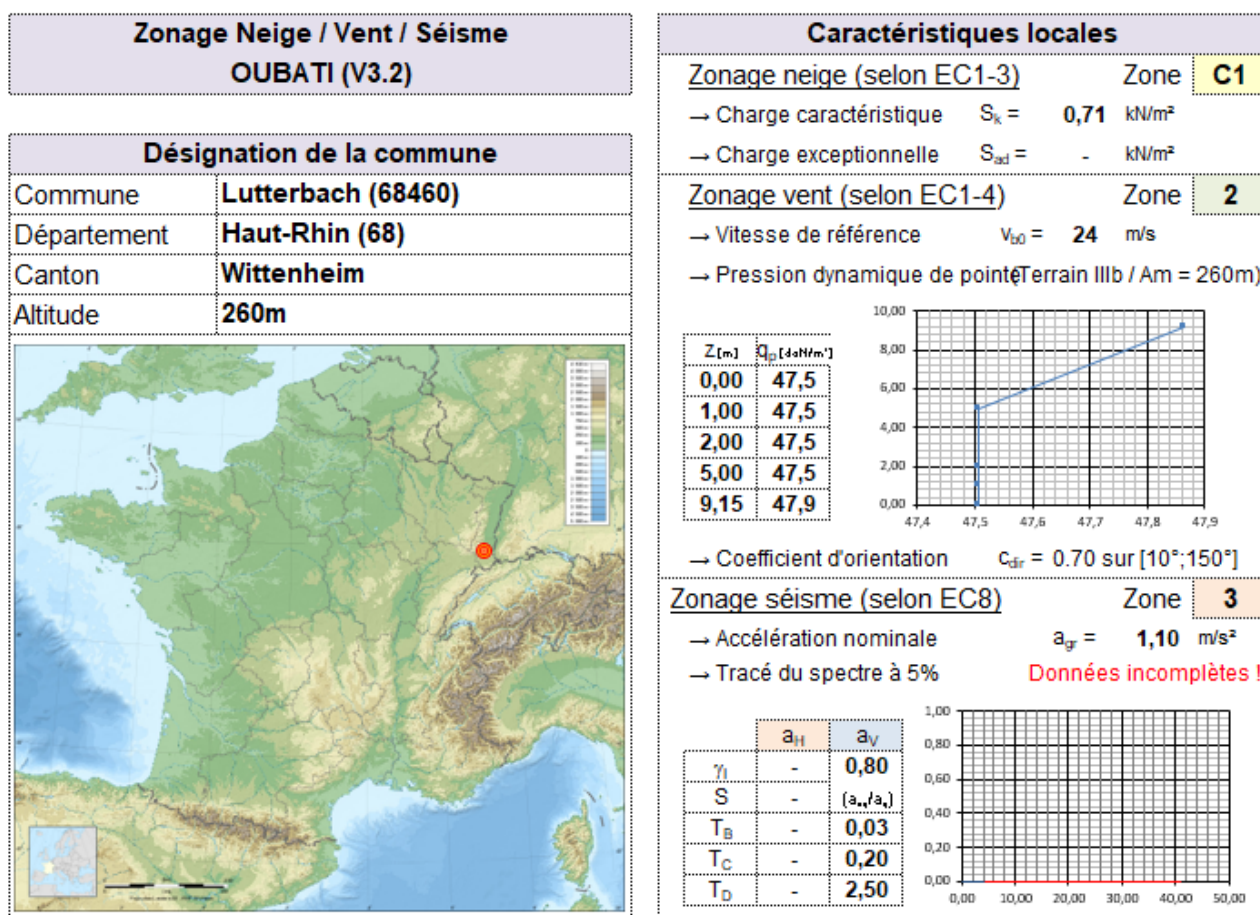 Zonage Neige / Vent / Séisme
OUBATI (V3.2)
Désignation de la commune
Commune Lutterbach (68460)
Département Haut-Rhin (68)
Canton Wittenheim
Altitude 260m
Caractéristiques locales
Zonage neige (selon EC1-3) Zone C1
→ Charge caractéristique Sk = 0,71 kN/m²
→ Charge exceptionnelle Sad = - kN/m²
Zonage vent (selon EC1-4) Zone 2
→ Vitesse de référence vb0 = 24 m/s
→ Pression dynamique de pointe (Terrain IIIb / Am = 260m)
z [m] qp [daN/m²]
0,00 47,5
1,00 47,5
2,00 47,5
5,00 47,5
9,15 47,9
10,00
8,00
6,00
4,00
2,00
0,00
47,4 47,5 47,6 47,7 47,8 47,9
→ Coefficient d'orientation cdir = 0.70 sur [10°;150°]
Zonage séisme (selon EC8) Zone 3
→ Accélération nominale agr = 1,10 m/s²
→ Tracé du spectre à 5% Données incomplètes !
aH aV
γI - 0,80
S -
TB - 0,03
TC - 0,20
TD - 2,50
1,00
0,80
0,60
0,40
0,20
0,00
0,00 10,00 20,00 30,00 40,00 50,00